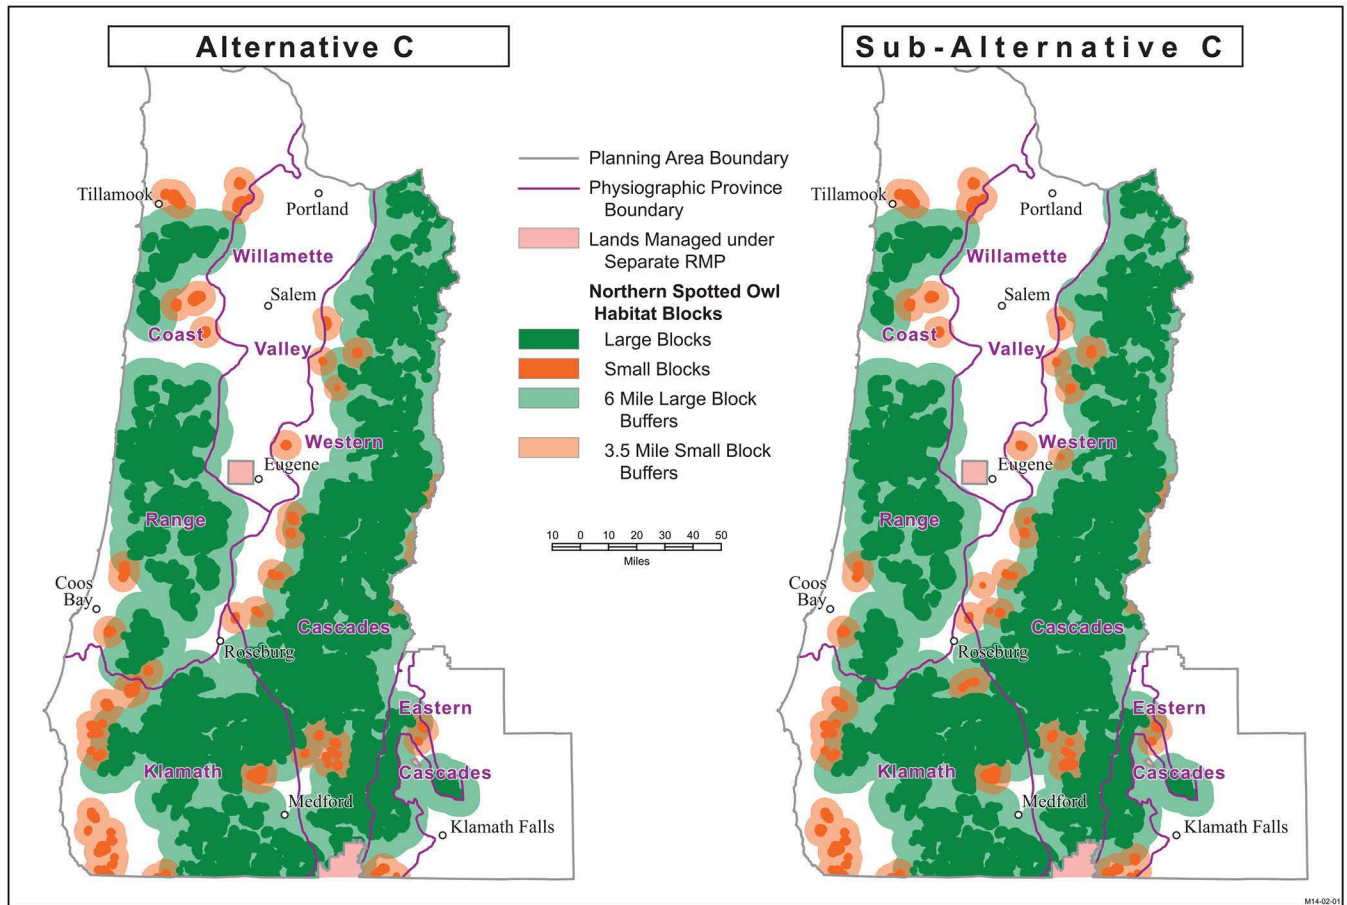 Alternative C
Sub-Alternative C
Tillamook
Portland
Willamette
Salem
Coast
Valley
Western
Eugene
Range
Coos
Bay
Cascades
Roseburg
Eastern
Klamath
Cascades
Medford
Klamath Falls
Planning Area Boundary
Physiographic Province
Boundary
Lands Managed under
Separate RMP
Northern Spotted Owl
Habitat Blocks
Large Blocks
Small Blocks
6 Mile Large Block
Buffers
3.5 Mile Small Block
Buffers
10 0 10 20 30 40 50
Miles
Tillamook
Portland
Willamette
Salem
Coast
Valley
Western
Eugene
Range
Coos
Bay
Cascades
Roseburg
Eastern
Klamath
Cascades
Medford
Klamath Falls
M14-02-01